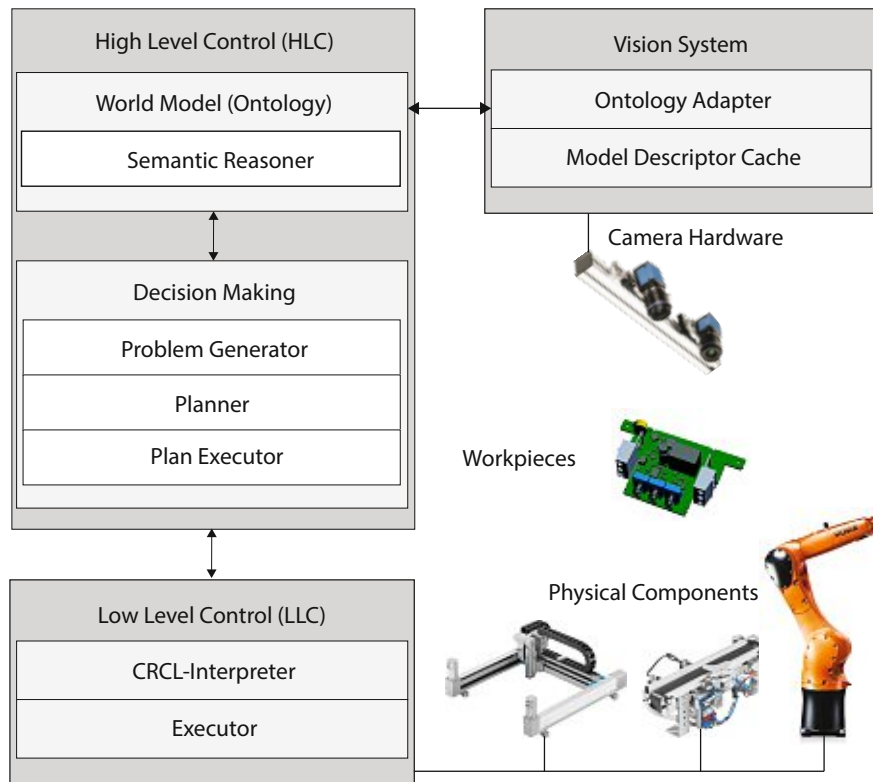 High Level Control (HLC)
World Model (Ontology)
Semantic Reasoner
Decision Making
Problem Generator
Planner
Plan Executor
Low Level Control (LLC)
CRCL-Interpreter
Executor
Vision System
Ontology Adapter
Model Descriptor Cache
Camera Hardware
Workpieces
Physical Components